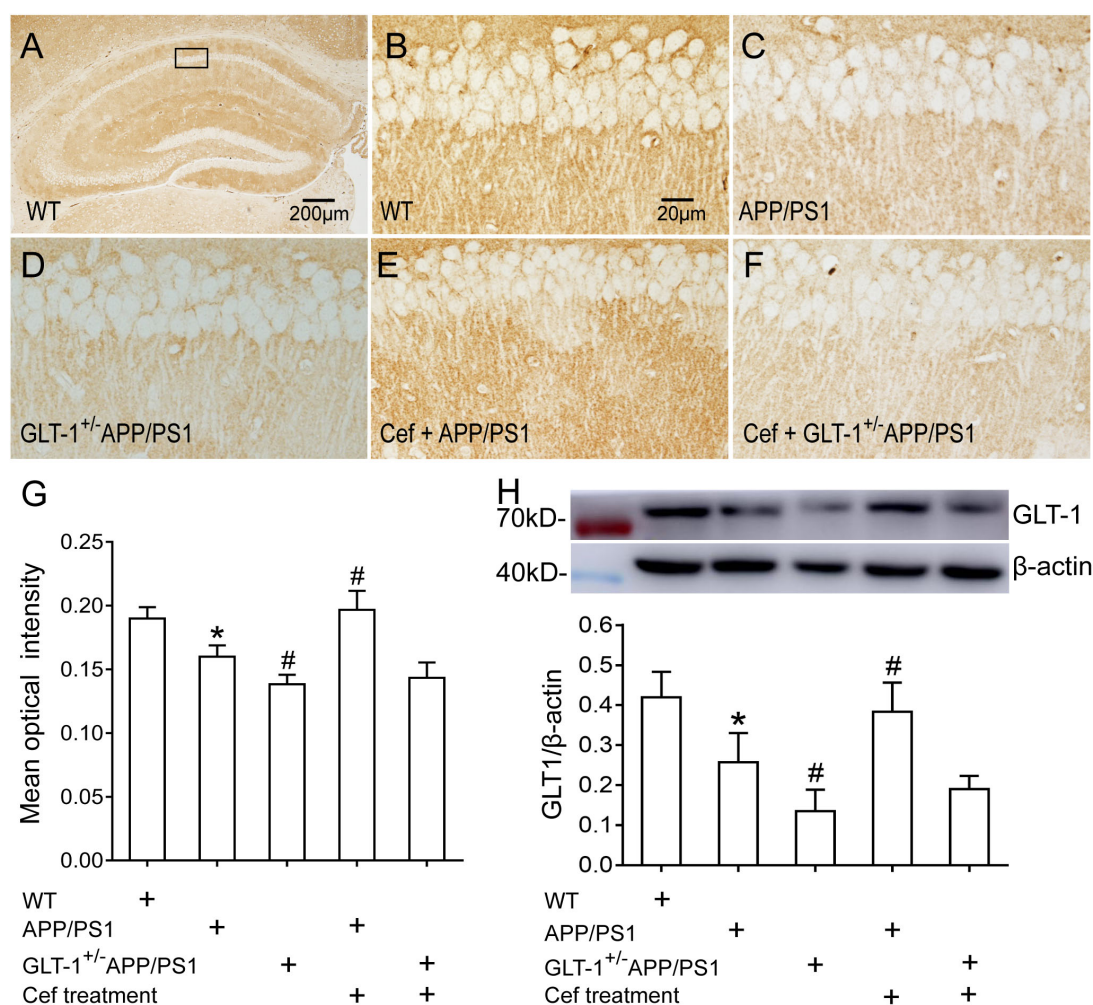 A
WT
200µm
B
WT
20µm
C
APP/PS1
D
GLT-1+/-APP/PS1
E
Cef + APP/PS1
F
Cef + GLT-1+/-APP/PS1
G
Mean optical intensity
0.25
0.20
0.15
0.10
0.05
0.00
*
#
#
WT +
APP/PS1 + +
GLT-1+/-APP/PS1 + +
Cef treatment + +
H
70kD-
GLT-1
40kD-
β-actin
GLT1/β-actin
0.6
0.5
0.4
0.3
0.2
0.1
0.0
*
#
#
WT +
APP/PS1 + +
GLT-1+/-APP/PS1 + +
Cef treatment + +